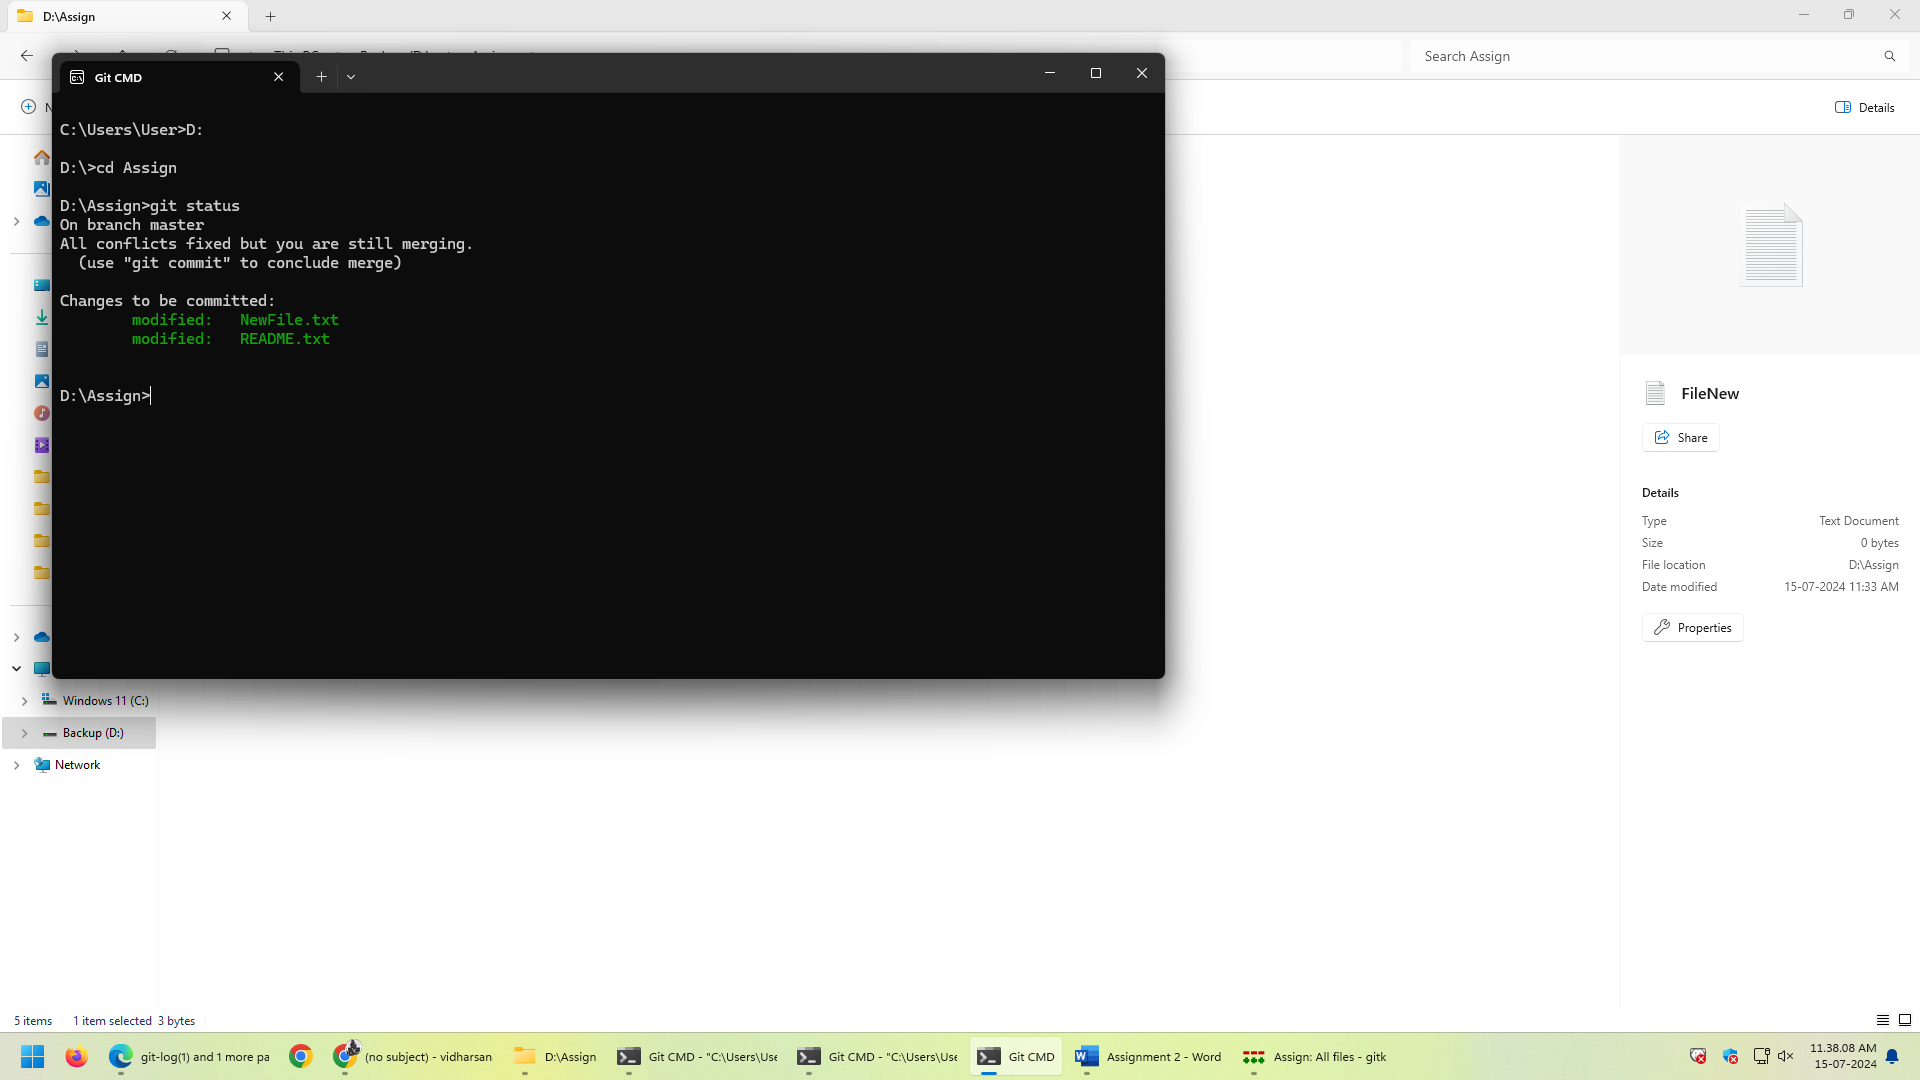 D:\Assign
Search Assign
Git CMD
Details
C:\Users\User>D:
D:\>cd Assign
D:\Assign>git status
On branch master
All conflicts fixed but you are still merging.
(use "git commit" to conclude merge)
Changes to be committed:
modified: NewFile.txt
modified: README.txt
D:\Assign>
FileNew
Share
Details
Type Text Document
Size 0 bytes
File location D:\Assign
Date modified 15-07-2024 11:33 AM
Properties
Windows 11 (C:)
Backup (D:)
Network
5 items 1 item selected 3 bytes
git-log(1) and 1 more pa
(no subject) - vidharsan
D:\Assign
Git CMD - "C:\Users\Use
Git CMD - "C:\Users\Use
Git CMD
Assignment 2 - Word
Assign: All files - gitk
11.38.08 AM
15-07-2024